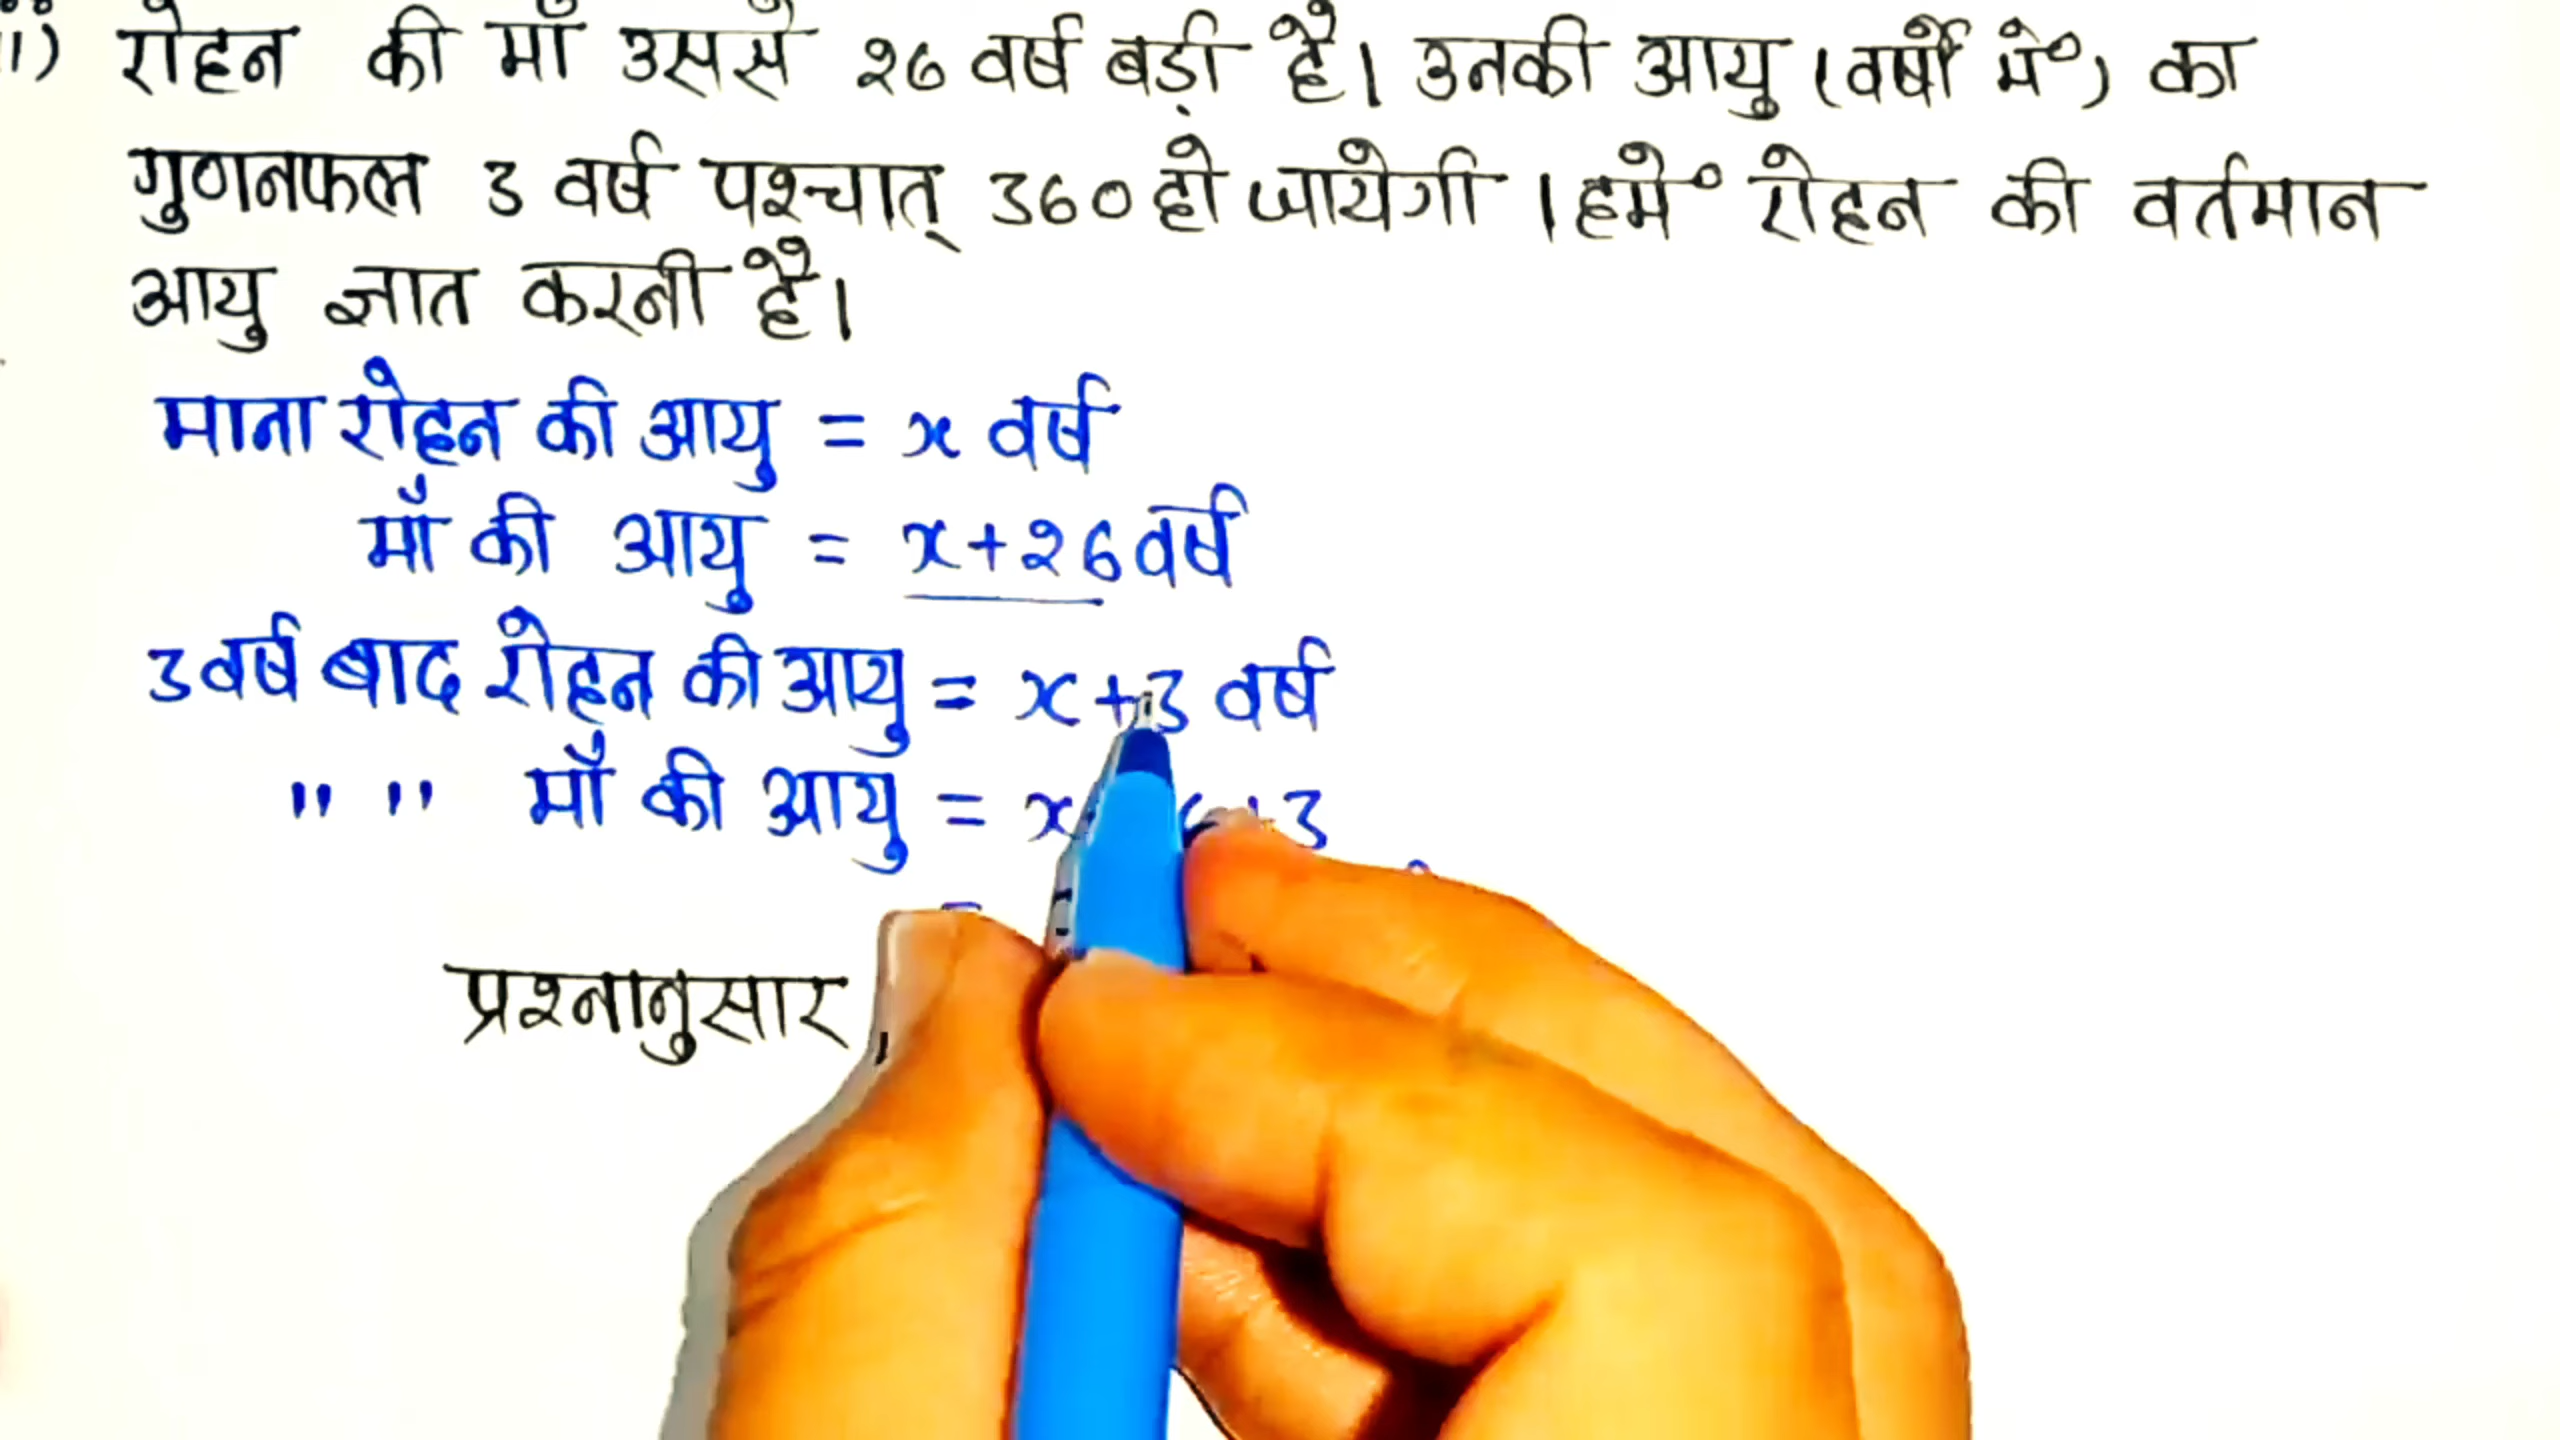 ii) रोहन की माँ उससे 26 वर्ष बड़ी है। उनकी आयु (वर्षों में) का
गुणनफल 3 वर्ष पश्चात् 360 हो जायेगी । हमें रोहन की वर्तमान
आयु ज्ञात करनी है।
माना रोहन की आयु = x वर्ष
माँ की आयु = x+26 वर्ष
3 वर्ष बाद रोहन की आयु = x+3 वर्ष
" " माँ की आयु = x +3
=
प्रश्नानुसार,